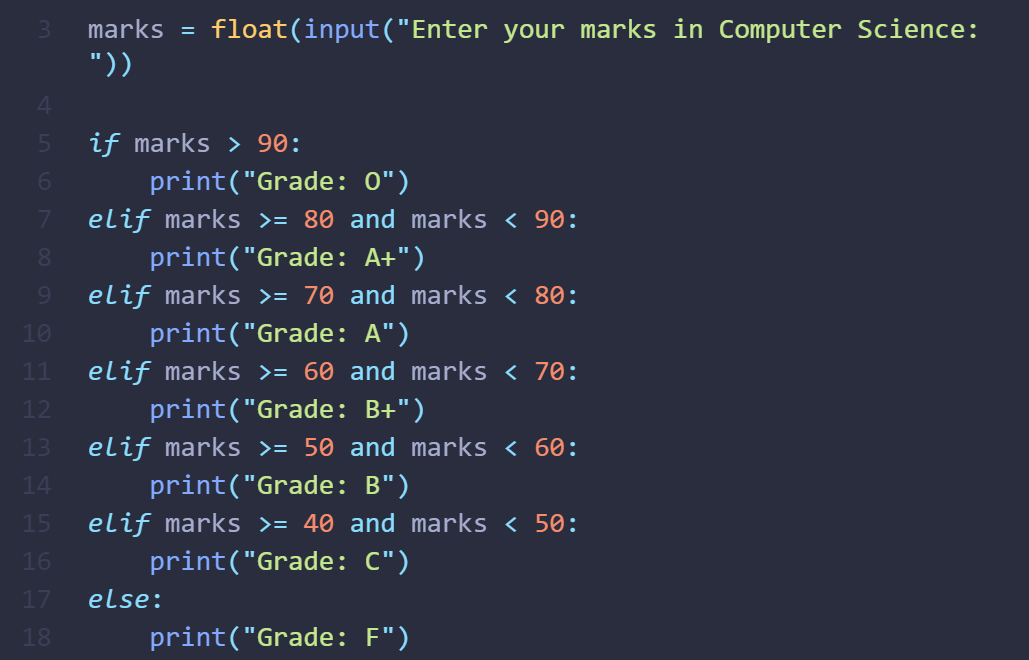 3 marks = float(input("Enter your marks in Computer Science:
"))
4
5 if marks > 90:
6     print("Grade: O")
7 elif marks >= 80 and marks < 90:
8     print("Grade: A+")
9 elif marks >= 70 and marks < 80:
10     print("Grade: A")
11 elif marks >= 60 and marks < 70:
12     print("Grade: B+")
13 elif marks >= 50 and marks < 60:
14     print("Grade: B")
15 elif marks >= 40 and marks < 50:
16     print("Grade: C")
17 else:
18     print("Grade: F")